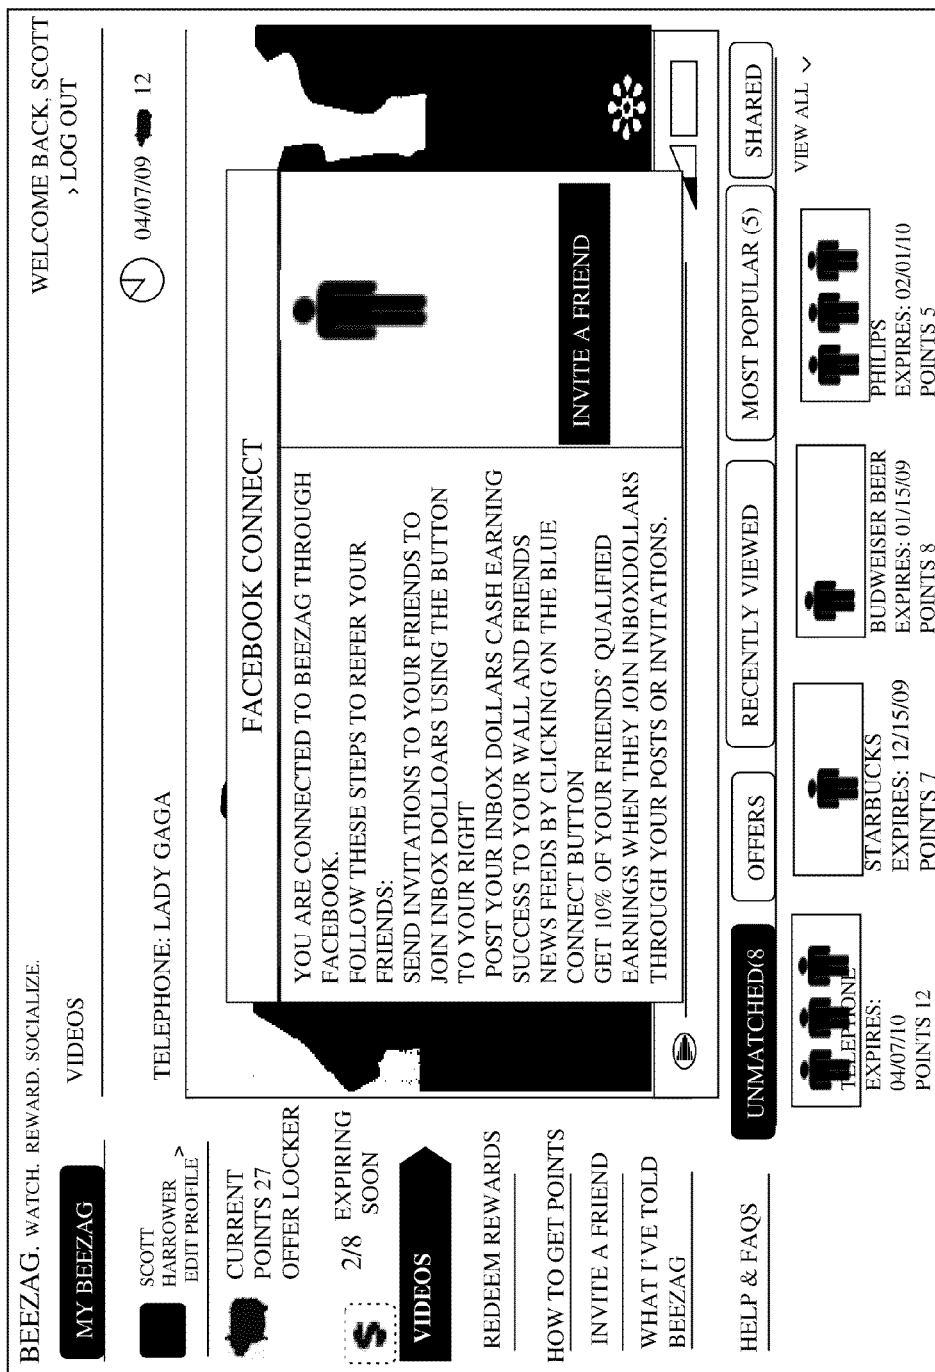 BEEZAG. WATCH. REWARD. SOCIALIZE.
WELCOME BACK, SCOTT
> LOG OUT
MY BEEZAG
VIDEOS
SCOTT
HARROWER
EDIT PROFILE >
CURRENT
POINTS 27
OFFER LOCKER
2/8 EXPIRING
SOON
$
VIDEOS
REDEEM REWARDS
HOW TO GET POINTS
INVITE A FRIEND
WHAT I'VE TOLD
BEEZAG
HELP & FAQS
TELEPHONE: LADY GAGA
04/07/09 12
FACEBOOK CONNECT
YOU ARE CONNECTED TO BEEZAG THROUGH
FACEBOOK.
FOLLOW THESE STEPS TO REFER YOUR
FRIENDS:
SEND INVITATIONS TO YOUR FRIENDS TO
JOIN INBOX DOLLOARS USING THE BUTTON
TO YOUR RIGHT
POST YOUR INBOX DOLLARS CASH EARNING
SUCCESS TO YOUR WALL AND FRIENDS
NEWS FEEDS BY CLICKING ON THE BLUE
CONNECT BUTTON
GET 10% OF YOUR FRIENDS' QUALIFIED
EARNINGS WHEN THEY JOIN INBOXDOLLARS
THROUGH YOUR POSTS OR INVITATIONS.
INVITE A FRIEND
UNMATCHED(8
OFFERS
RECENTLY VIEWED
MOST POPULAR (5)
SHARED
VIEW ALL
TELEPHONE
EXPIRES:
04/07/10
POINTS 12
STARBUCKS
EXPIRES: 12/15/09
POINTS 7
BUDWEISER BEER
EXPIRES: 01/15/09
POINTS 8
PHILIPS
EXPIRES: 02/01/10
POINTS 5